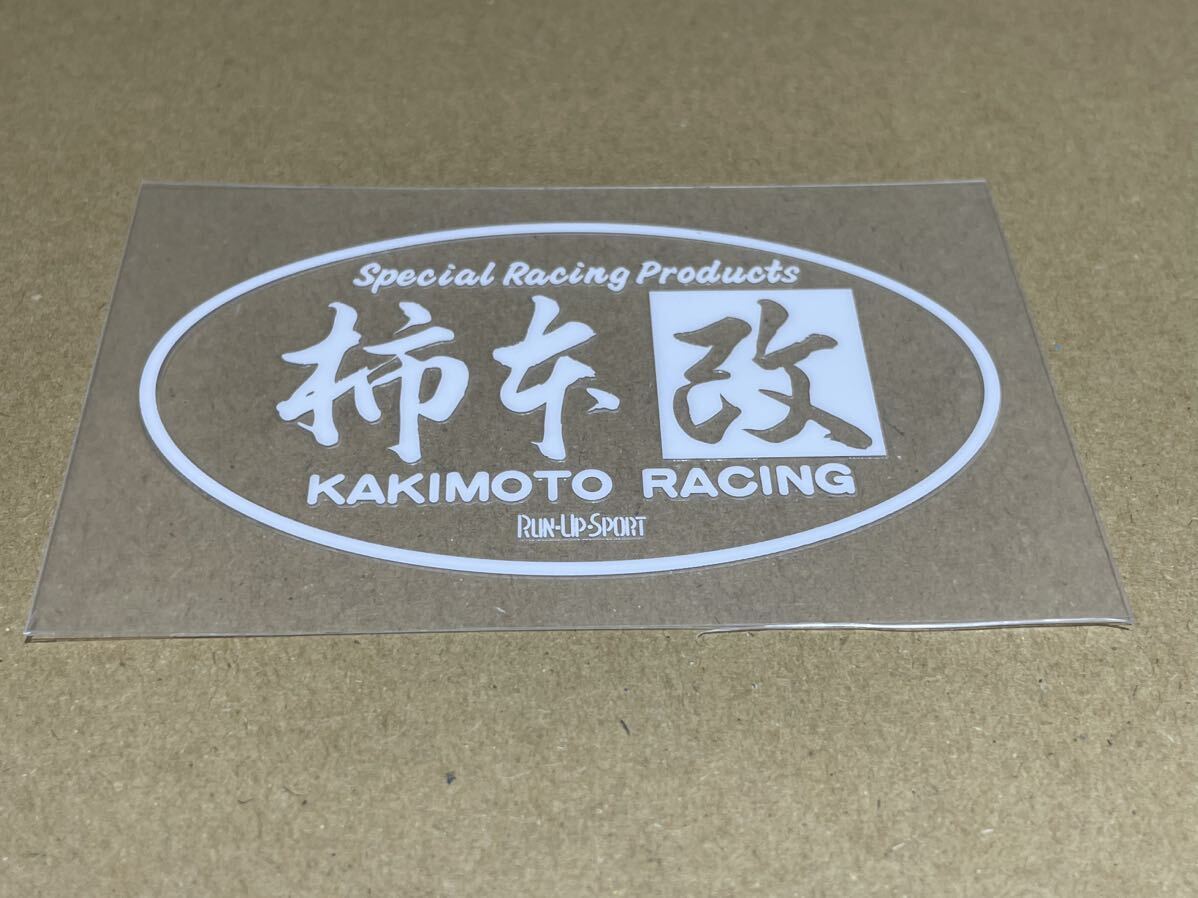 Special Racing Products
柿本改
KAKIMOTO RACING
RUN-UP-SPORT